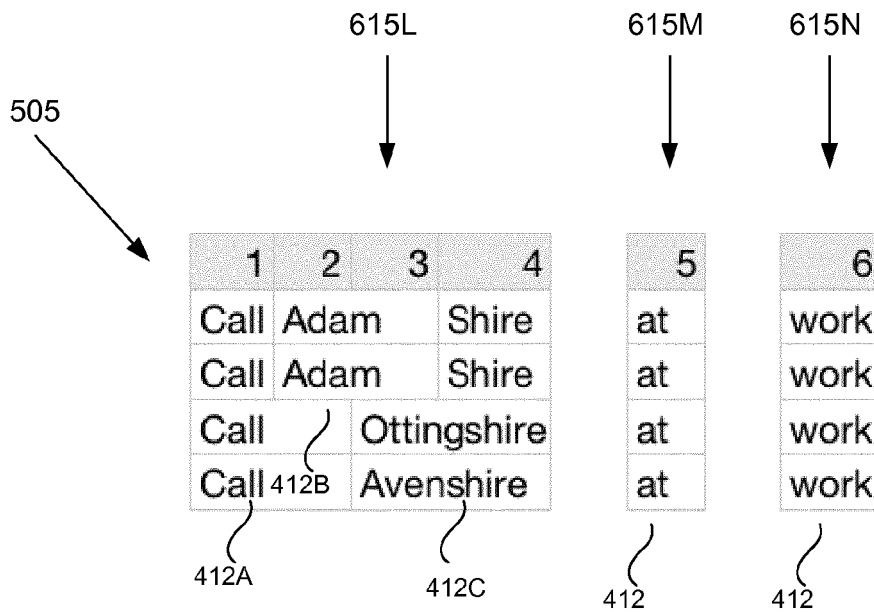 615L 615M 615N
505
1 2 3 4 5 6
Call Adam Shire at work
Call Adam Shire at work
Call Ottingshire at work
Call 412B Avenshire at work
412A 412C 412 412